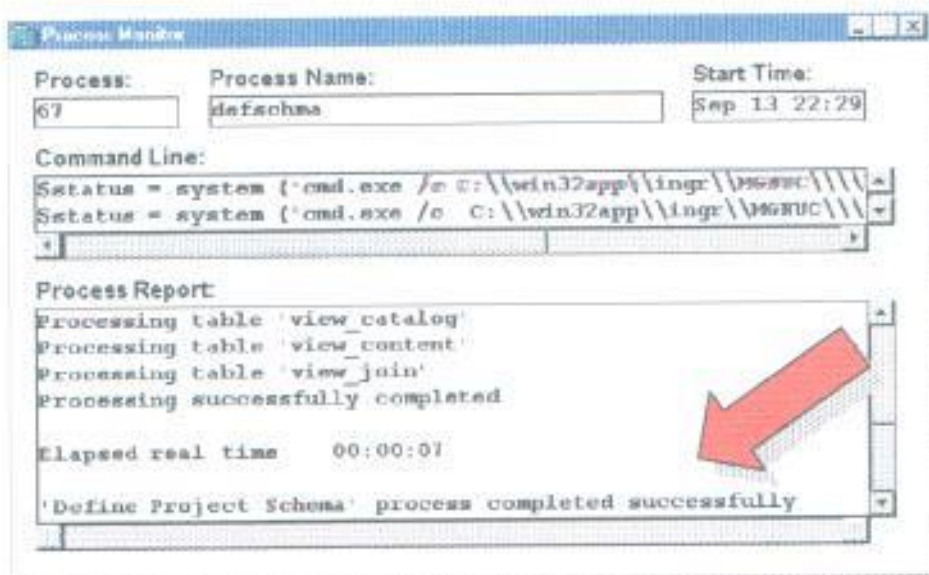 Process Monitor
Process:
Process Name:
Start Time:
67
defschma
Sep 13 22:29
Command Line:
$status = system ('cmd.exe /c C:\\win32app\\ingr\\MGNUC\\\\
$status = system ('cmd.exe /c C:\\win32app\\ingr\\MGNUC\\\
Process Report:
Processing table 'view_catalog'
Processing table 'view_content'
Processing table 'view_join'
Processing successfully completed
Elapsed real time 00:00:07
'Define Project Schema' process completed successfully